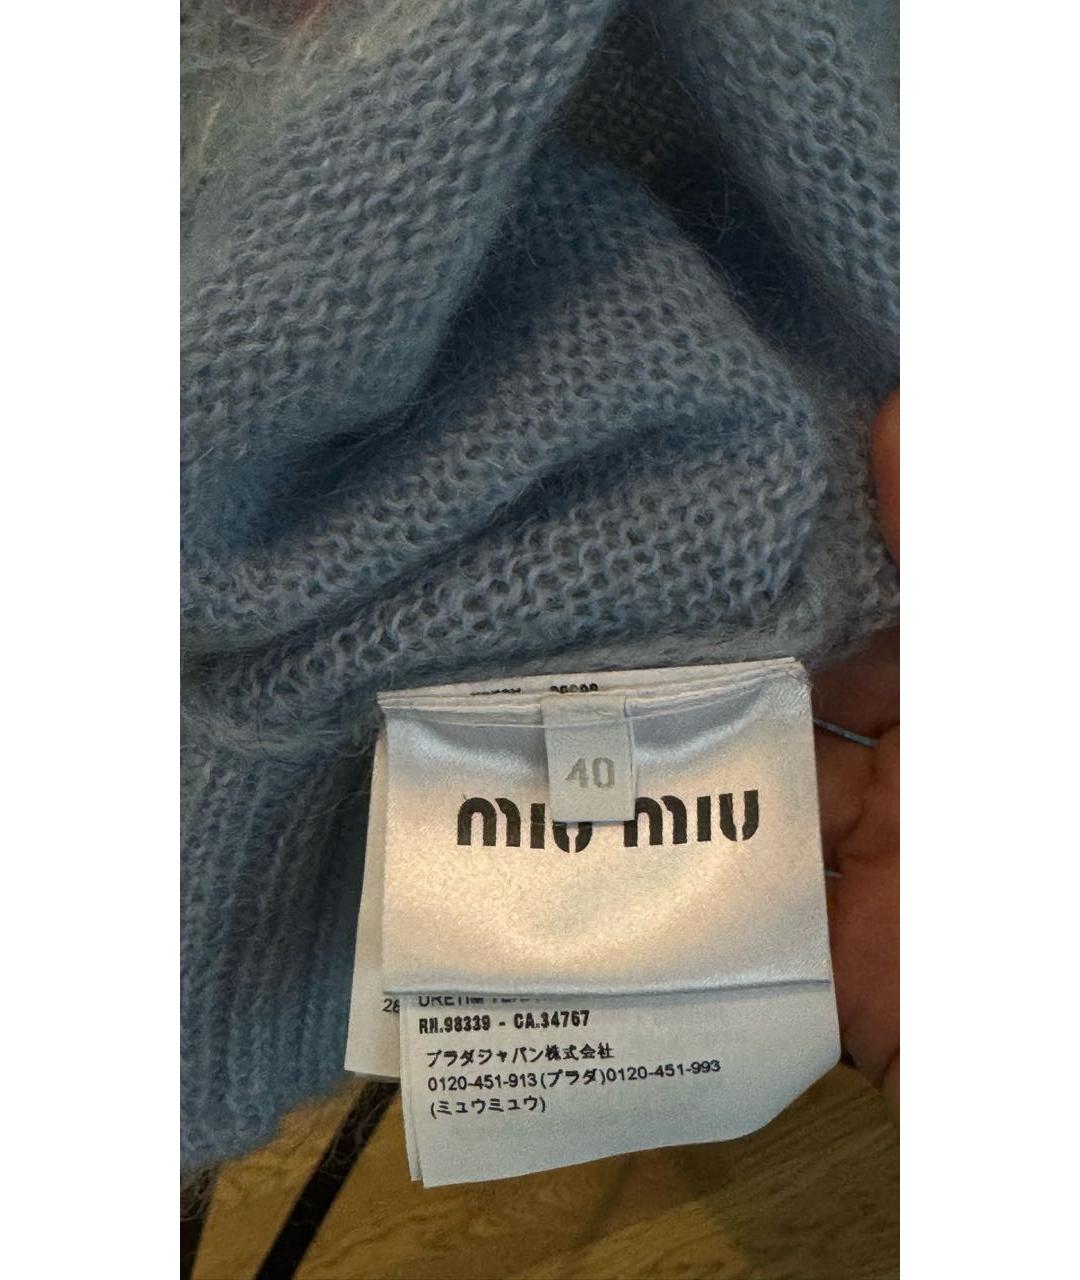 40
miu miu
28
RN.98339 - CA.34767
プラダジャパン株式会社
0120-451-913(プラダ)0120-451-993
(ミュウミュウ)